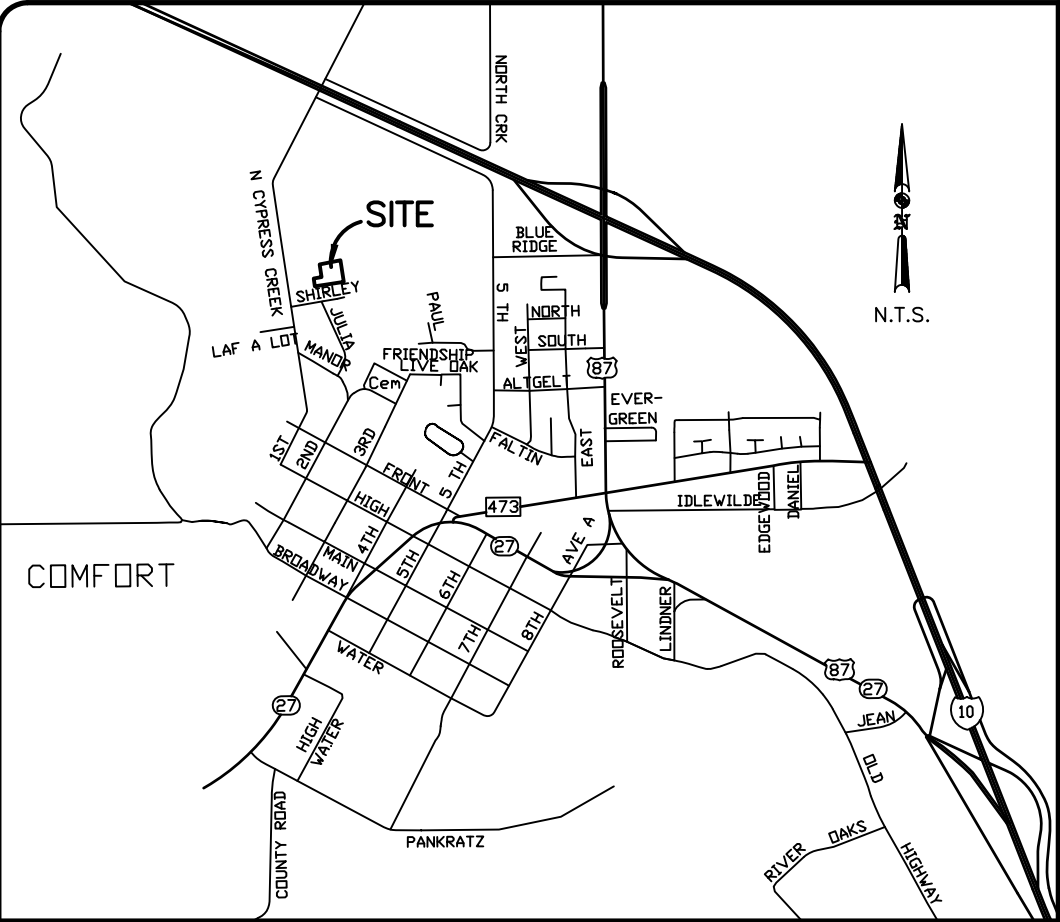 NORTH CRK
N CYPRESS CREEK
SITE
N
N.T.S.
BLUE
RIDGE
SHIRLEY
JULIA
PAUL
5 TH
NORTH
WEST
SOUTH
LAF A LOT
MANOR
FRIENDSHIP
LIVE OAK
87
Cem
ALTGELT
EVER-
GREEN
1ST
2ND
3RD
FALTIN
EAST
FRONT
5 TH
HIGH
473
IDLEWILDE
EDGEWOOD
DANIEL
4TH
27
AVE A
MAIN
BROADWAY
5TH
6TH
COMFORT
7TH
8TH
ROOSEVELT
LINDNER
WATER
87
27
27
JEAN
10
HIGH
WATER
OLD
HIGHWAY
COUNTY ROAD
PANKRATZ
RIVER OAKS